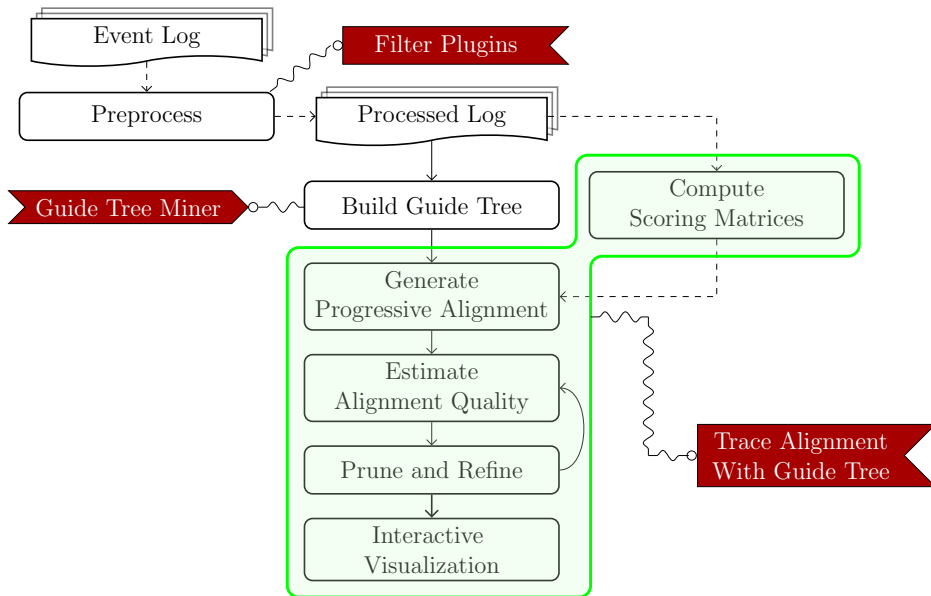 Event Log
Filter Plugins
Preprocess
Processed Log
Guide Tree Miner
Build Guide Tree
Compute
Scoring Matrices
Generate
Progressive Alignment
Estimate
Alignment Quality
Trace Alignment
With Guide Tree
Prune and Refine
Interactive
Visualization